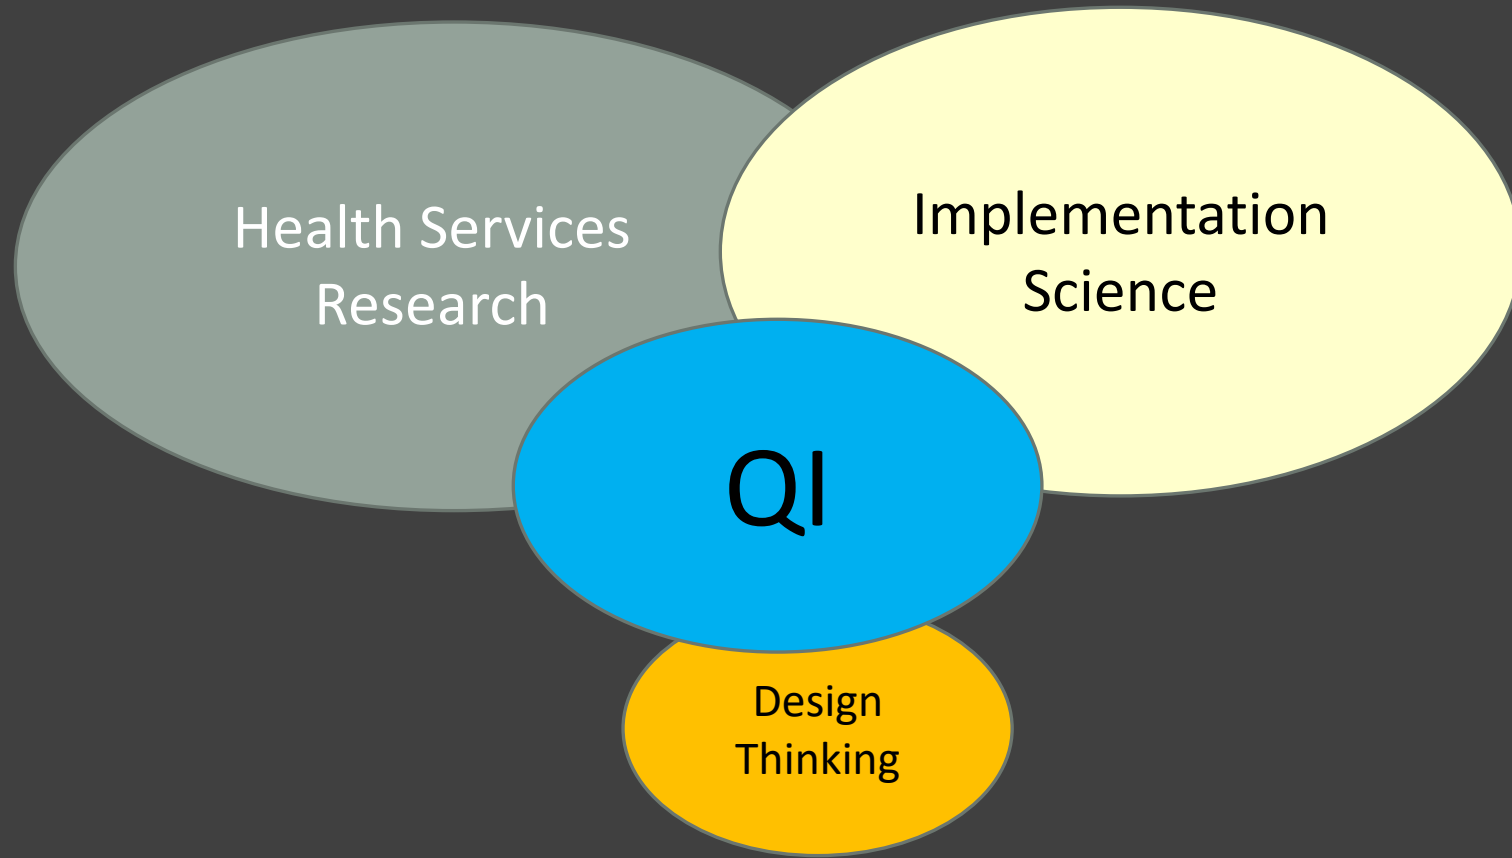 Health Services
Research
Implementation
Science
QI
Design
Thinking